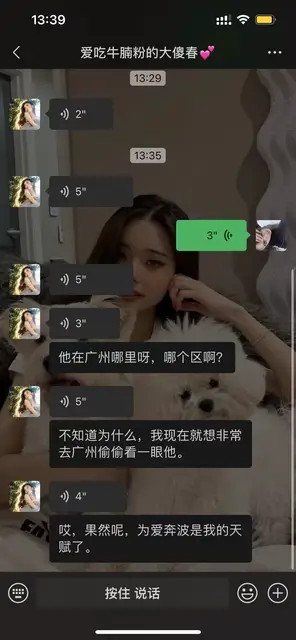 13:39
爱吃牛腩粉的大傻春💕
13:29
2"
13:35
5"
3"
5"
3"
他在广州哪里呀，哪个区啊？
5"
不知道为什么，我现在就想非常
去广州偷偷看一眼他。
4"
哎，果然呢，为爱奔波是我的天
赋了。
按住 说话